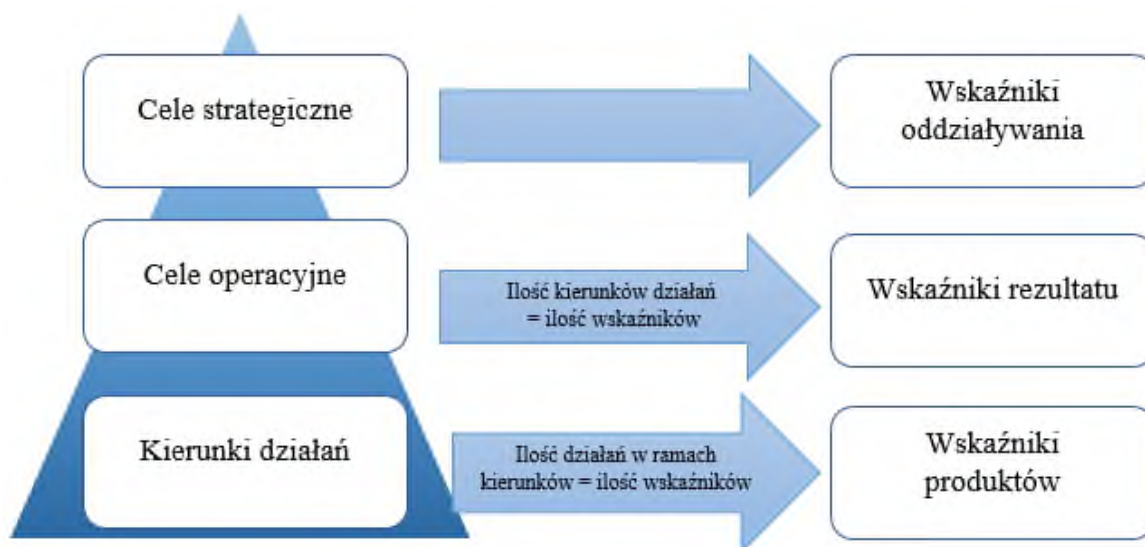 Cele strategiczne
Wskaźniki
oddziaływania
Cele operacyjne
Ilość kierunków działań
= ilość wskaźników
Wskaźniki rezultatu
Kierunki działań
Ilość działań w ramach
kierunków = ilość wskaźników
Wskaźniki
produktów